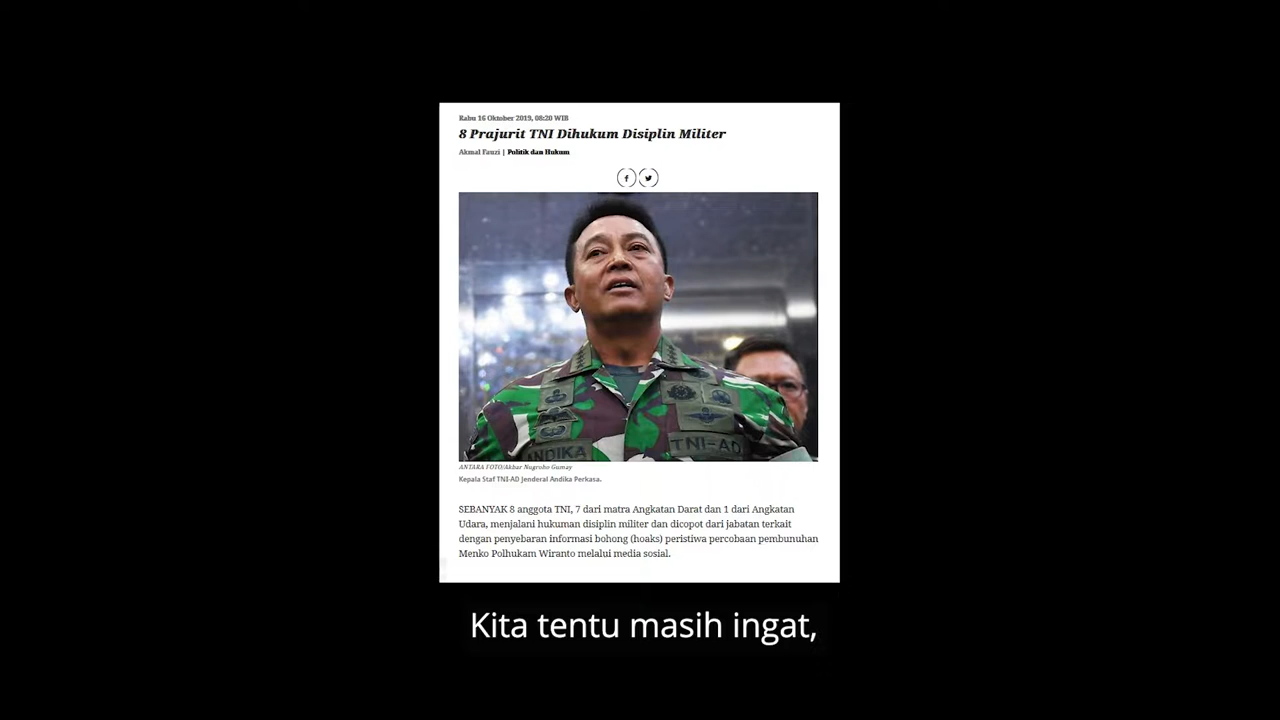 Rabu 16 Oktober 2019, 08:20 WIB
8 Prajurit TNI Dihukum Disiplin Militer
Akmal Fauzi | Politik dan Hukum
ANDIKA
TNI-AD
ANTARA FOTO/Akbar Nugroho Gumay
Kepala Staf TNI-AD Jenderal Andika Perkasa.
SEBANYAK 8 anggota TNI, 7 dari matra Angkatan Darat dan 1 dari Angkatan
Udara, menjalani hukuman disiplin militer dan dicopot dari jabatan terkait
dengan penyebaran informasi bohong (hoaks) peristiwa percobaan pembunuhan
Menko Polhukam Wiranto melalui media sosial.
Kita tentu masih ingat,